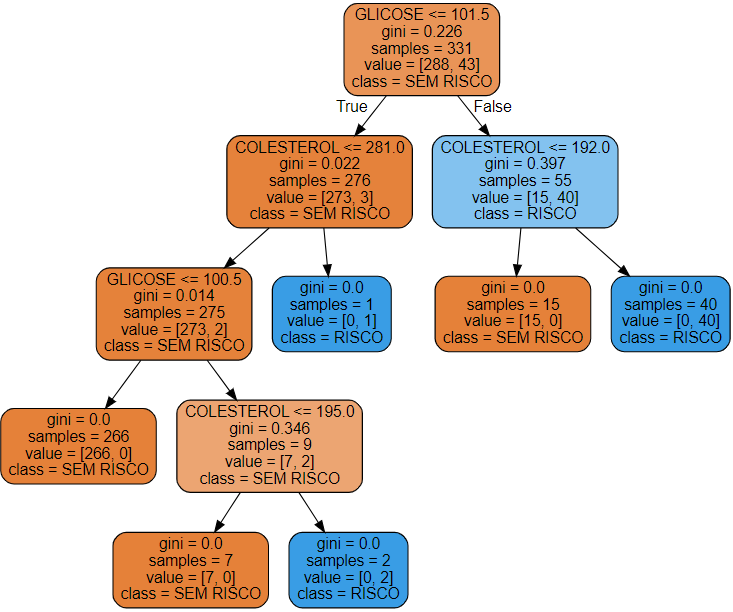 GLICOSE <= 101.5
gini = 0.226
samples = 331
value = [288, 43]
class = SEM RISCO
True
False
COLESTEROL <= 281.0
gini = 0.022
samples = 276
value = [273, 3]
class = SEM RISCO
COLESTEROL <= 192.0
gini = 0.397
samples = 55
value = [15, 40]
class = RISCO
GLICOSE <= 100.5
gini = 0.014
samples = 275
value = [273, 2]
class = SEM RISCO
gini = 0.0
samples = 1
value = [0, 1]
class = RISCO
gini = 0.0
samples = 15
value = [15, 0]
class = SEM RISCO
gini = 0.0
samples = 40
value = [0, 40]
class = RISCO
gini = 0.0
samples = 266
value = [266, 0]
class = SEM RISCO
COLESTEROL <= 195.0
gini = 0.346
samples = 9
value = [7, 2]
class = SEM RISCO
gini = 0.0
samples = 7
value = [7, 0]
class = SEM RISCO
gini = 0.0
samples = 2
value = [0, 2]
class = RISCO